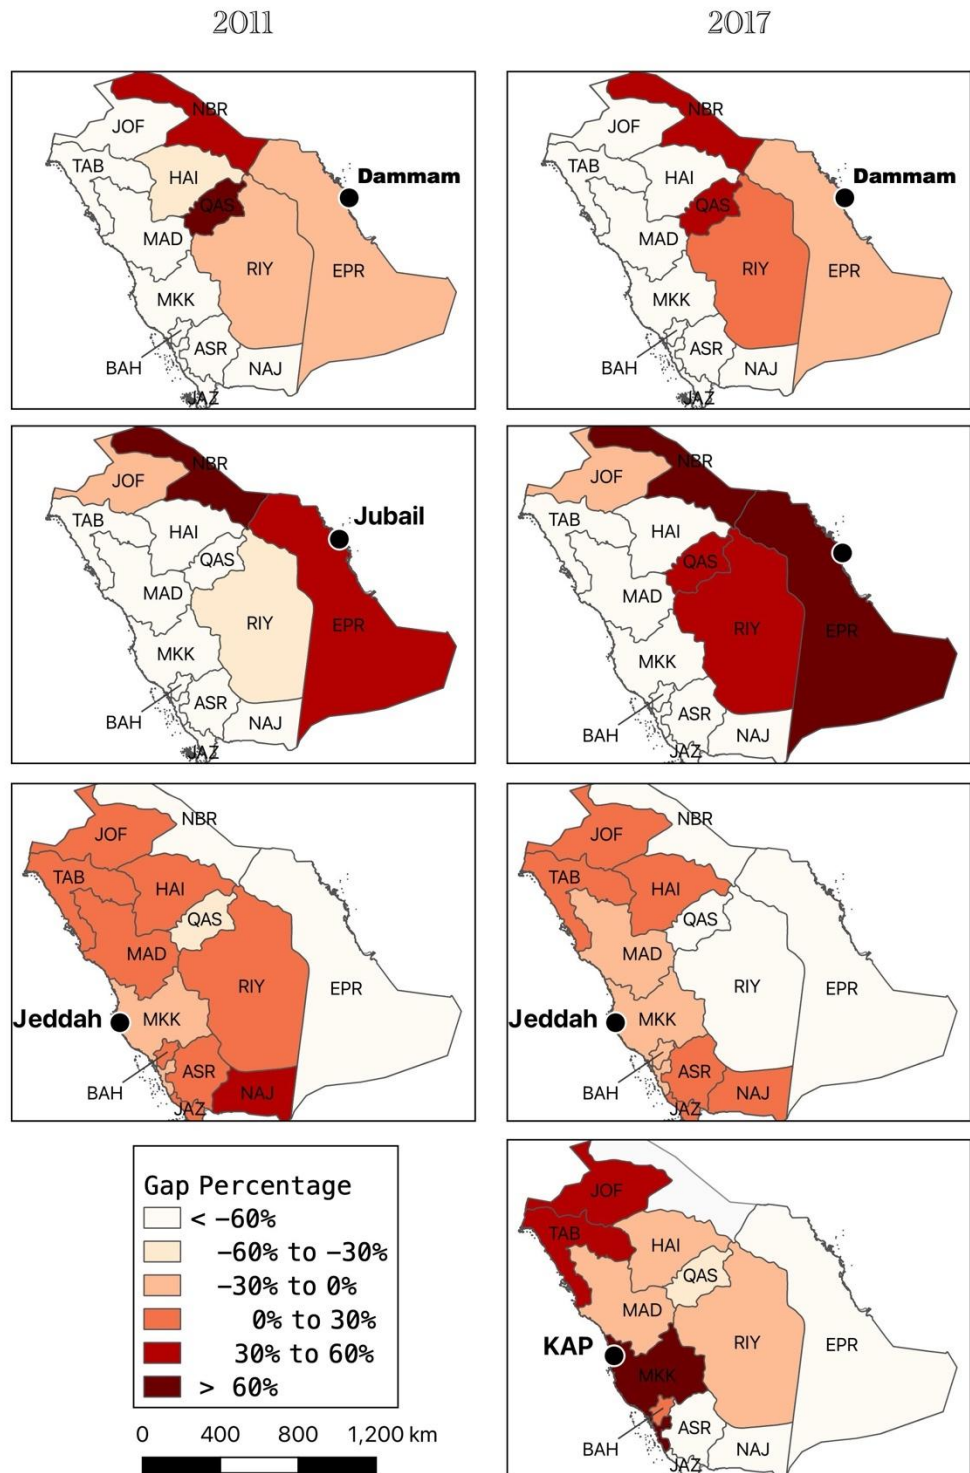 2011
2017
NBR
JOF
TAB
HAI
Dammam
QAS
MAD
RIY
EPR
MKK
ASR
BAH
NAJ
JAZ
NBR
JOF
TAB
HAI
Dammam
QAS
MAD
RIY
EPR
MKK
ASR
BAH
NAJ
JAZ
NBR
JOF
TAB
Jubail
HAI
QAS
MAD
RIY
EPR
MKK
ASR
BAH
NAJ
JAZ
NBR
JOF
TAB
HAI
QAS
MAD
RIY
EPR
MKK
ASR
BAH
NAJ
JAZ
NBR
JOF
TAB
HAI
QAS
MAD
RIY
EPR
Jeddah
MKK
ASR
BAH
NAJ
JAZ
NBR
JOF
TAB
HAI
QAS
MAD
RIY
EPR
Jeddah
MKK
ASR
BAH
NAJ
JAZ
Gap Percentage
< -60%
-60% to -30%
-30% to 0%
0% to 30%
30% to 60%
> 60%
0 400 800 1,200 km
JOF
TAB
HAI
QAS
MAD
RIY
EPR
KAP
MKK
ASR
BAH
NAJ
JAZ